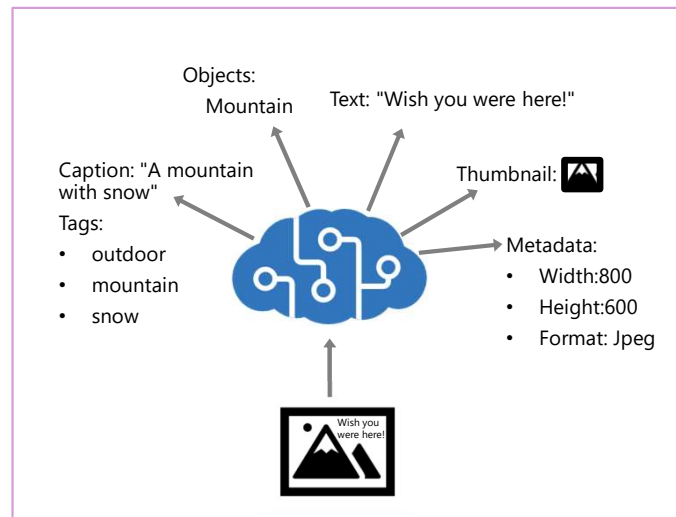 Objects:
Mountain
Text: "Wish you were here!"
Caption: "A mountain
with snow"
Thumbnail:
Tags:
• outdoor
• mountain
• snow
Metadata:
• Width:800
• Height:600
• Format: Jpeg
Wish you
were here!